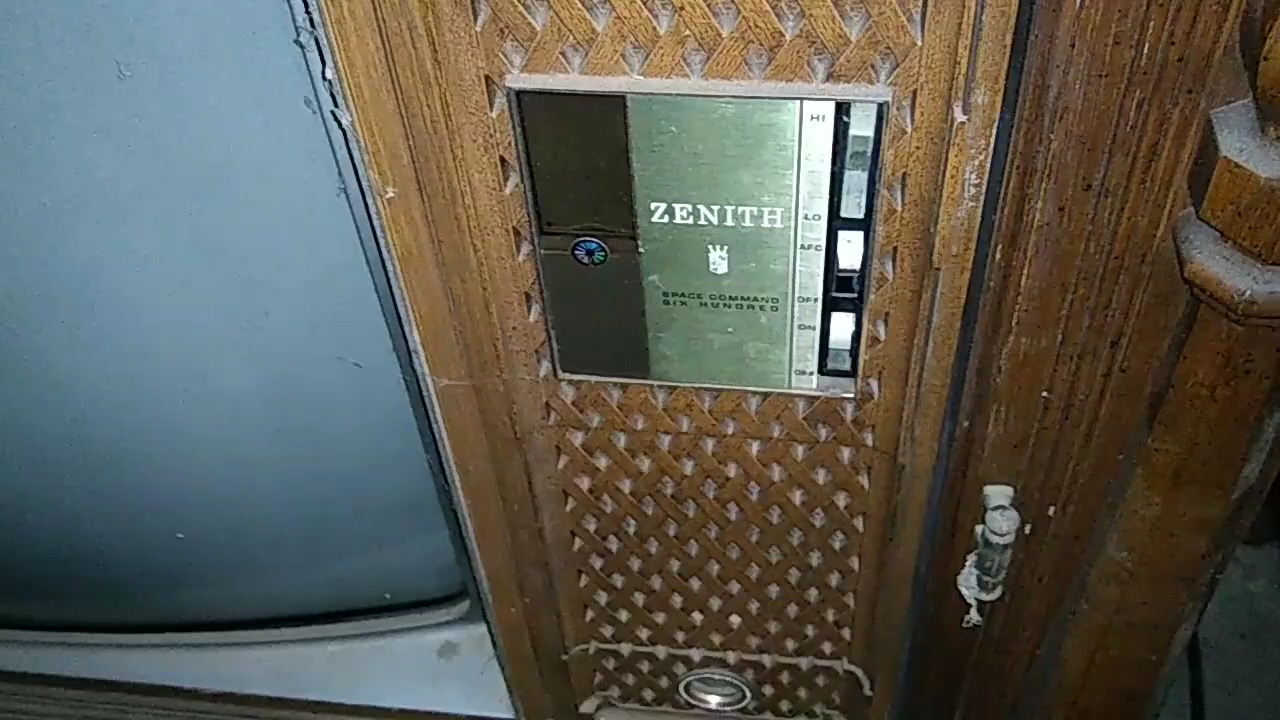 HI
LO
AFC
OFF
ON
OFF
ZENITH
SPACE COMMAND
SIX HUNDRED